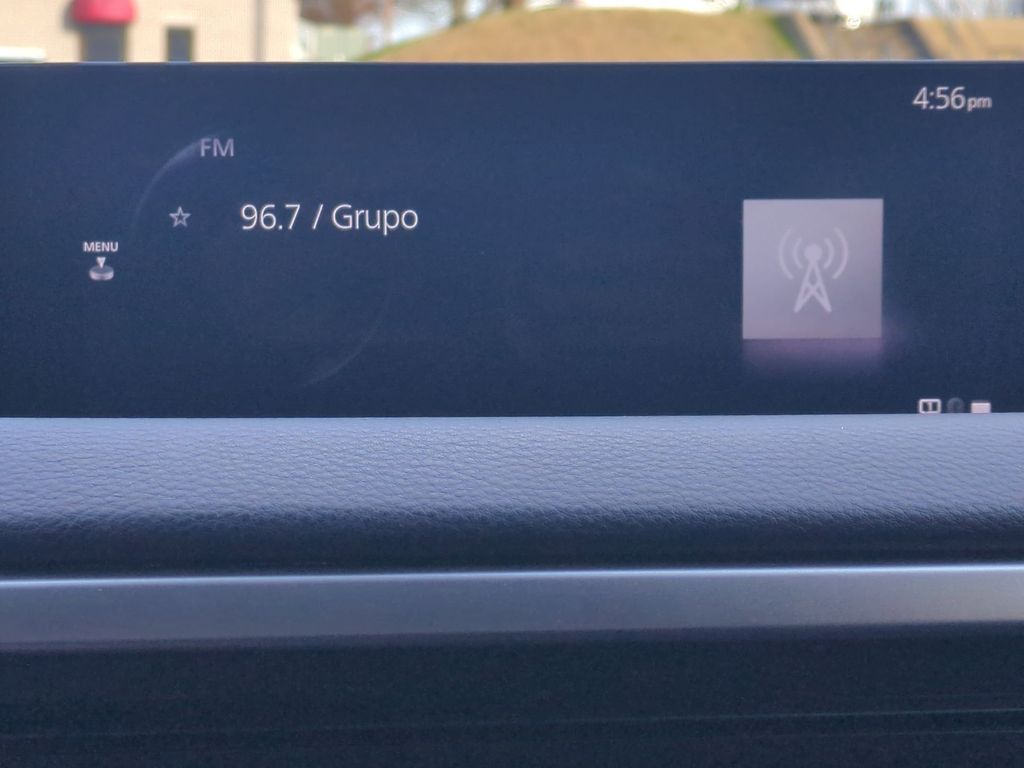 4:56pm
FM
96.7 / Grupo
MENU